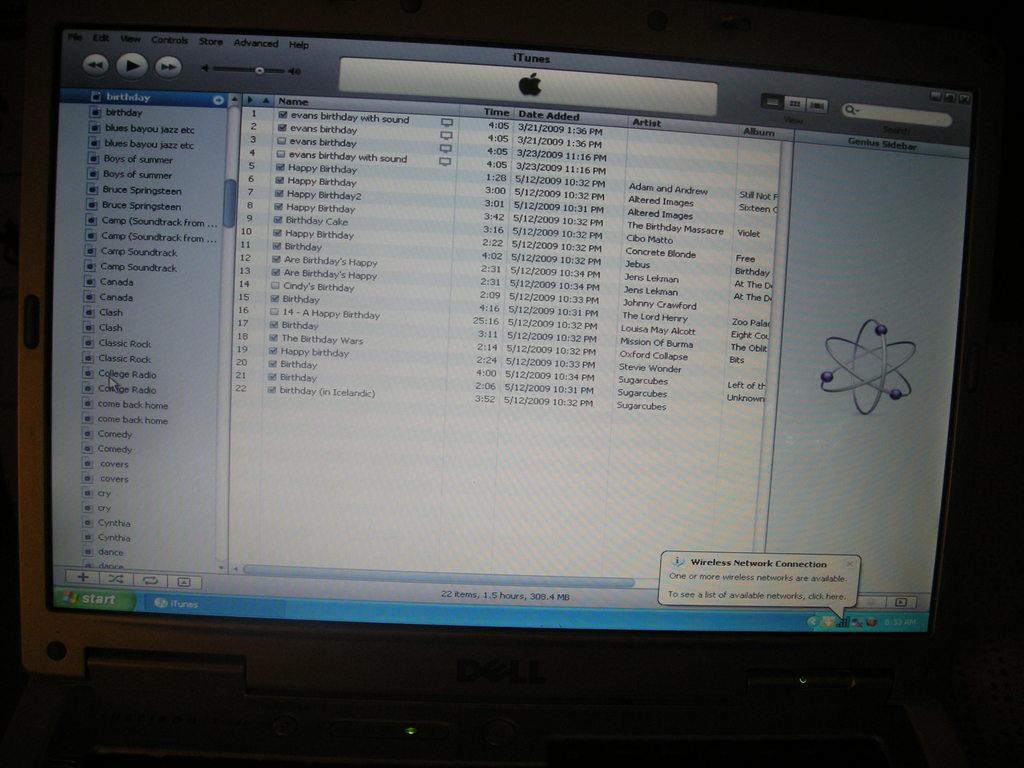 File Edit View Controls Store Advanced Help
iTunes
View
Search
birthday
birthday
blues bayou jazz etc
blues bayou jazz etc
Boys of summer
Boys of summer
Bruce Springsteen
Bruce Springsteen
Camp (Soundtrack from ...
Camp (Soundtrack from ...
Camp Soundtrack
Camp Soundtrack
Canada
Canada
Clash
Clash
Classic Rock
Classic Rock
College Radio
College Radio
come back home
come back home
Comedy
Comedy
covers
covers
cry
cry
Cynthia
Cynthia
dance
dance
Name Time Date Added Artist Album
1 evans birthday with sound 4:05 3/21/2009 1:36 PM
2 evans birthday 4:05 3/21/2009 1:36 PM
3 evans birthday 4:05 3/23/2009 11:16 PM
4 evans birthday with sound 4:05 3/23/2009 11:16 PM
5 Happy Birthday 1:28 5/12/2009 10:32 PM Adam and Andrew Still Not F
6 Happy Birthday 3:00 5/12/2009 10:32 PM Altered Images Sixteen C
7 Happy Birthday2 3:01 5/12/2009 10:31 PM Altered Images
8 Happy Birthday 3:42 5/12/2009 10:32 PM The Birthday Massacre Violet
9 Birthday Cake 3:16 5/12/2009 10:32 PM Cibo Matto
10 Happy Birthday 2:22 5/12/2009 10:32 PM Concrete Blonde Free
11 Birthday 4:02 5/12/2009 10:32 PM Jebus Birthday
12 Are Birthday's Happy 2:31 5/12/2009 10:34 PM Jens Lekman At The D
13 Are Birthday's Happy 2:31 5/12/2009 10:34 PM Jens Lekman At The D
14 Cindy's Birthday 2:09 5/12/2009 10:33 PM Johnny Crawford
15 Birthday 4:16 5/12/2009 10:31 PM The Lord Henry Zoo Palac
16 14 - A Happy Birthday 25:16 5/12/2009 10:32 PM Louisa May Alcott Eight Cou
17 Birthday 3:11 5/12/2009 10:32 PM Mission Of Burma The Oblit
18 The Birthday Wars 2:14 5/12/2009 10:32 PM Oxford Collapse Bits
19 Happy birthday 2:24 5/12/2009 10:33 PM Stevie Wonder
20 Birthday 4:00 5/12/2009 10:34 PM Sugarcubes Left of th
21 Birthday 2:06 5/12/2009 10:31 PM Sugarcubes Unknown
22 birthday (in Icelandic) 3:52 5/12/2009 10:32 PM Sugarcubes
Genius Sidebar
Wireless Network Connection
One or more wireless networks are available.
To see a list of available networks, click here.
22 items, 1.5 hours, 308.4 MB
start iTunes 8:33 AM
DELL